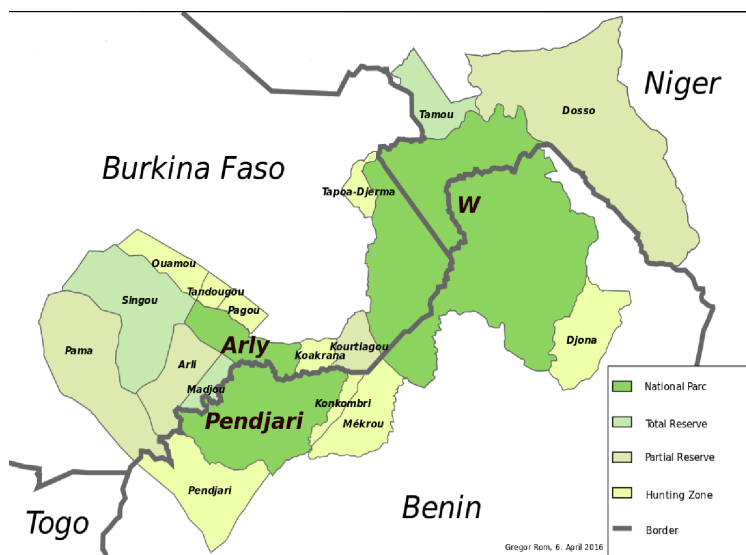 Niger
Tamou
Dosso
Burkina Faso
Tapoa-Djerma
W
Ouamou
Tandougou
Singou
Pagou
Djona
Arly
Koakrana
Kourtiagou
Pama
Arli
Madjou
Pendjari
Konkombri
Mékrou
Pendjari
Togo
Benin
National Parc
Total Reserve
Partial Reserve
Hunting Zone
Border
Gregor Rom, 6. April 2016